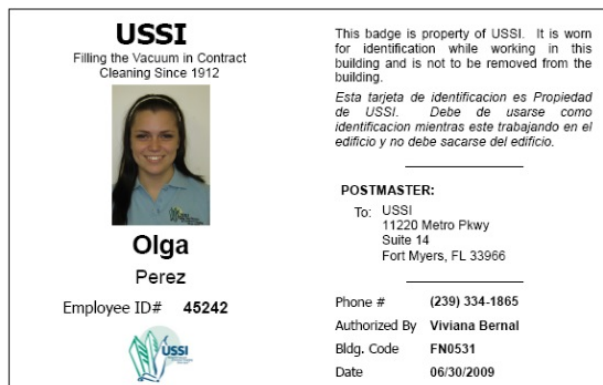 USSI
Filling the Vacuum in Contract
Cleaning Since 1912
Olga
Perez
Employee ID# 45242
USSI
This badge is property of USSI. It is worn
for identification while working in this
building and is not to be removed from the
building.
Esta tarjeta de identificacion es Propiedad
de USSI. Debe de usarse como
identificacion mientras este trabajando en el
edificio y no debe sacarse del edificio.
POSTMASTER:
To: USSI
11220 Metro Pkwy
Suite 14
Fort Myers, FL 33966
Phone # (239) 334-1865
Authorized By Viviana Bernal
Bldg. Code FN0531
Date 06/30/2009